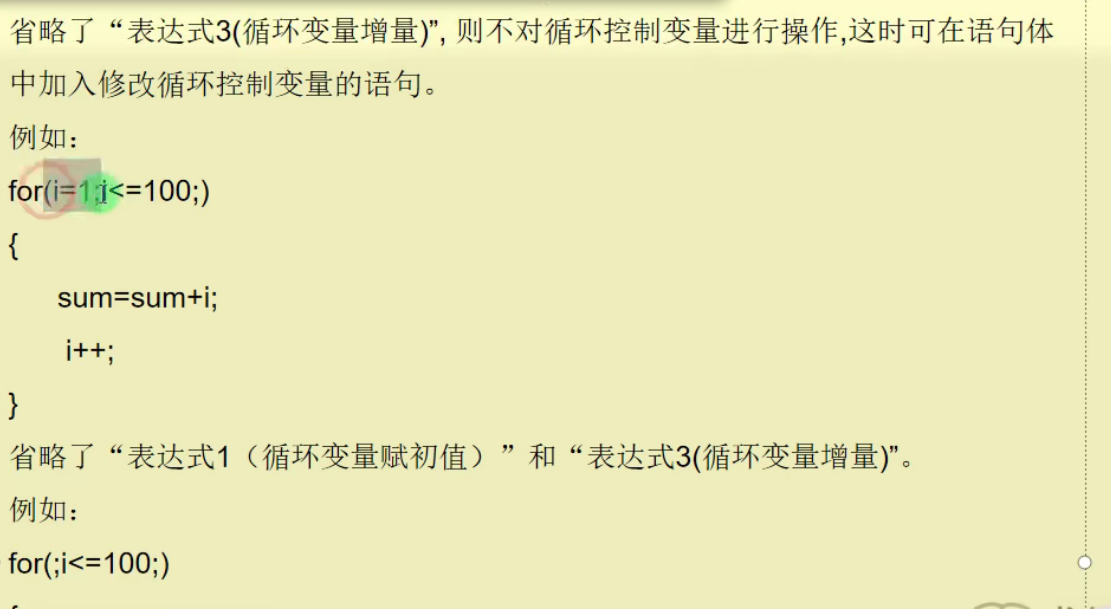 省略了“表达式3(循环变量增量)”, 则不对循环控制变量进行操作,这时可在语句体
中加入修改循环控制变量的语句。
例如：
for(i=1;i<=100;)
{
sum=sum+i;
i++;
}
省略了“表达式1（循环变量赋初值）”和“表达式3(循环变量增量)”。
例如：
for(;i<=100;)